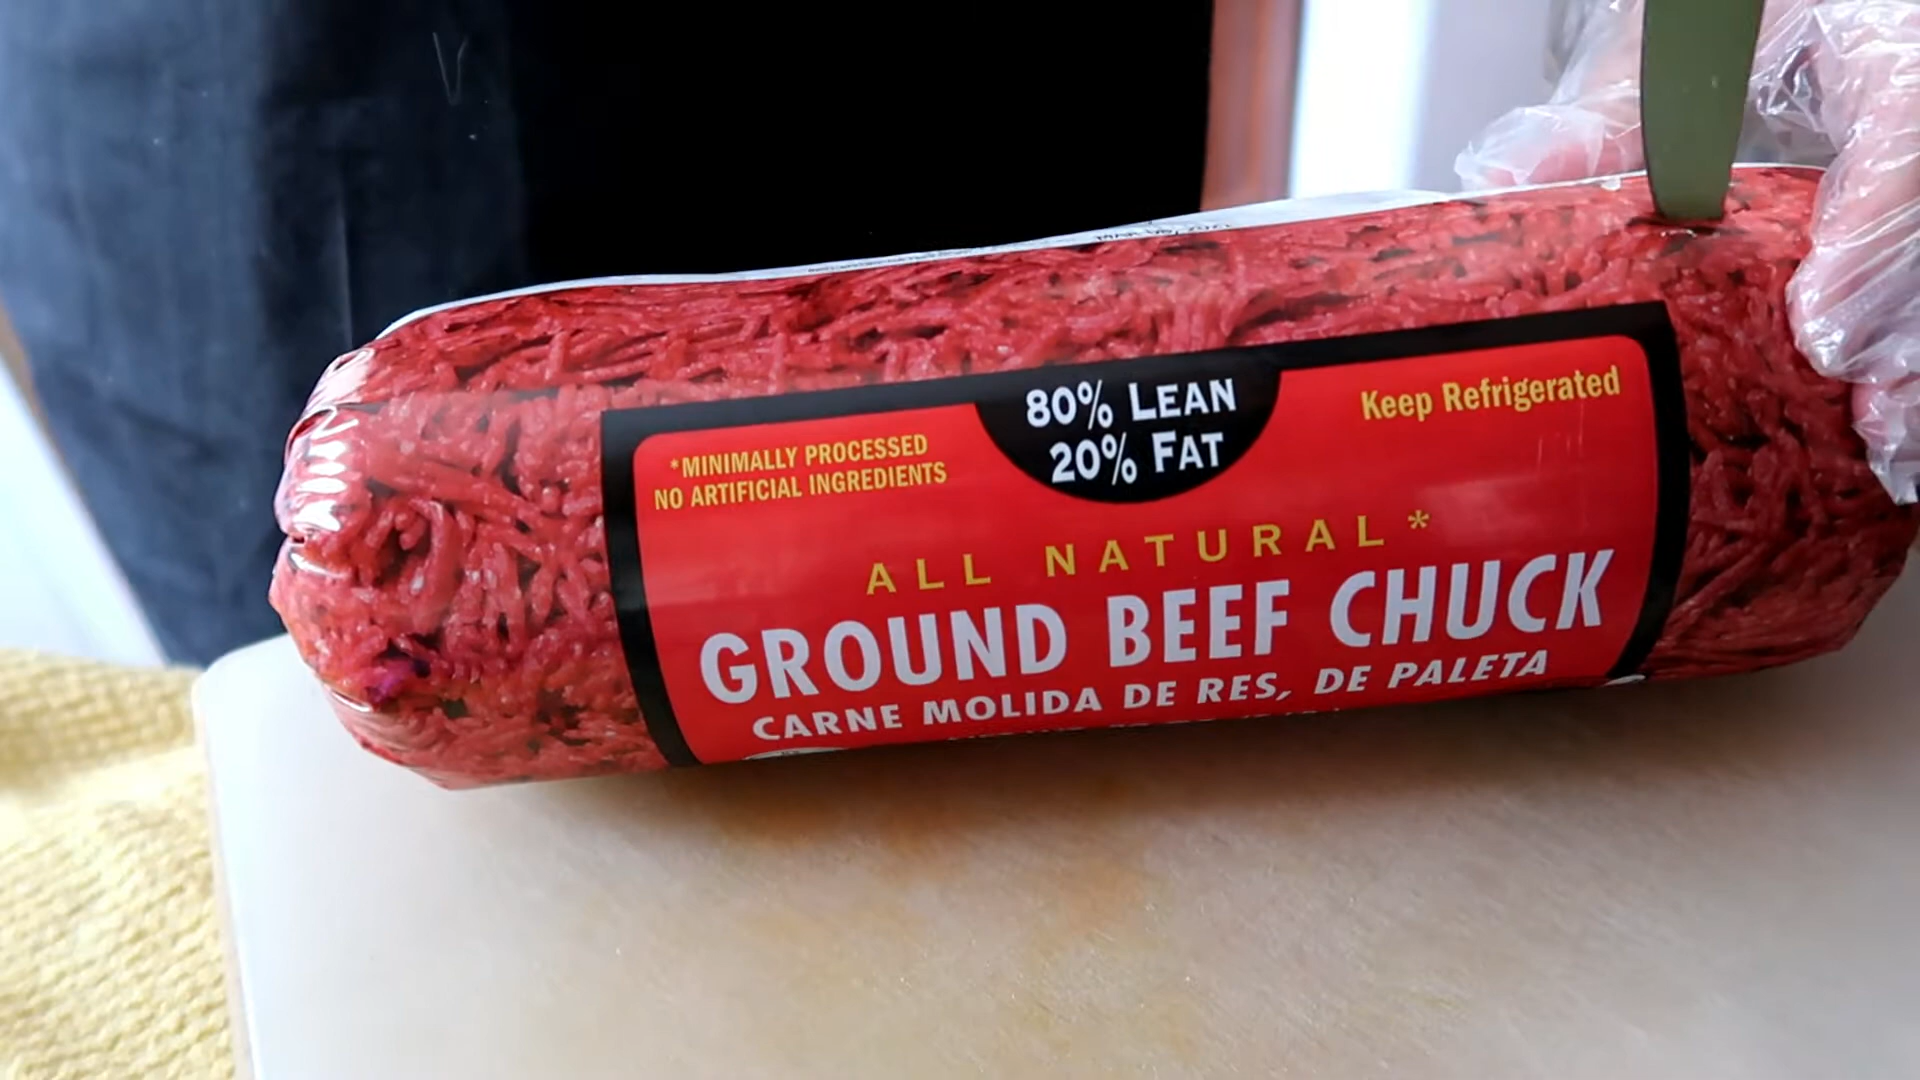 80% LEAN
20% FAT
Keep Refrigerated
*MINIMALLY PROCESSED
NO ARTIFICIAL INGREDIENTS
ALL NATURAL*
GROUND BEEF CHUCK
CARNE MOLIDA DE RES, DE PALETA